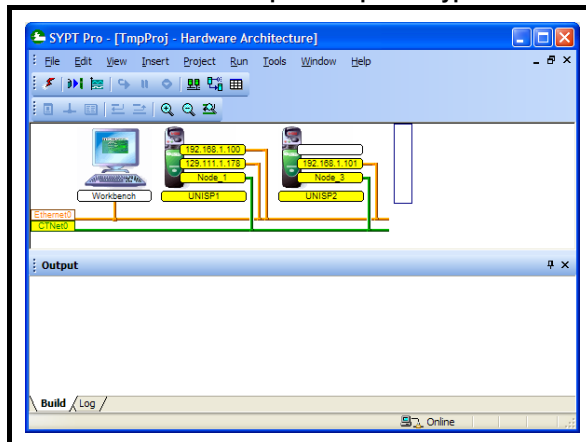 SYPT Pro - [TmpProj - Hardware Architecture]
File Edit View Insert Project Run Tools Window Help
192.168.1.100
129.111.1.178
192.168.1.101
Node_1
Node_3
Workbench
UNISP1
UNISP2
Ethernet0
CTNet0
Output
Build
Log
Online